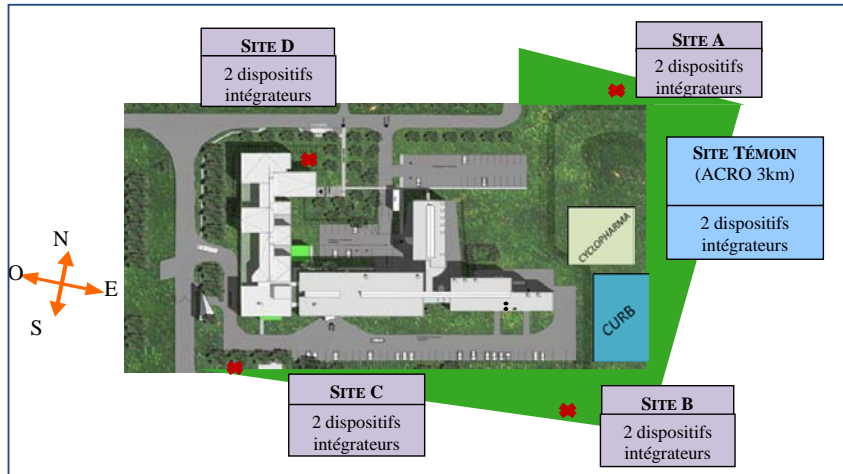 SITE D
2 dispositifs
intégrateurs
SITE A
2 dispositifs
intégrateurs
SITE TÉMOIN
(ACRO 3km)
2 dispositifs
intégrateurs
CYCLOPHARMA
CURB
N
O
E
S
SITE C
2 dispositifs
intégrateurs
SITE B
2 dispositifs
intégrateurs